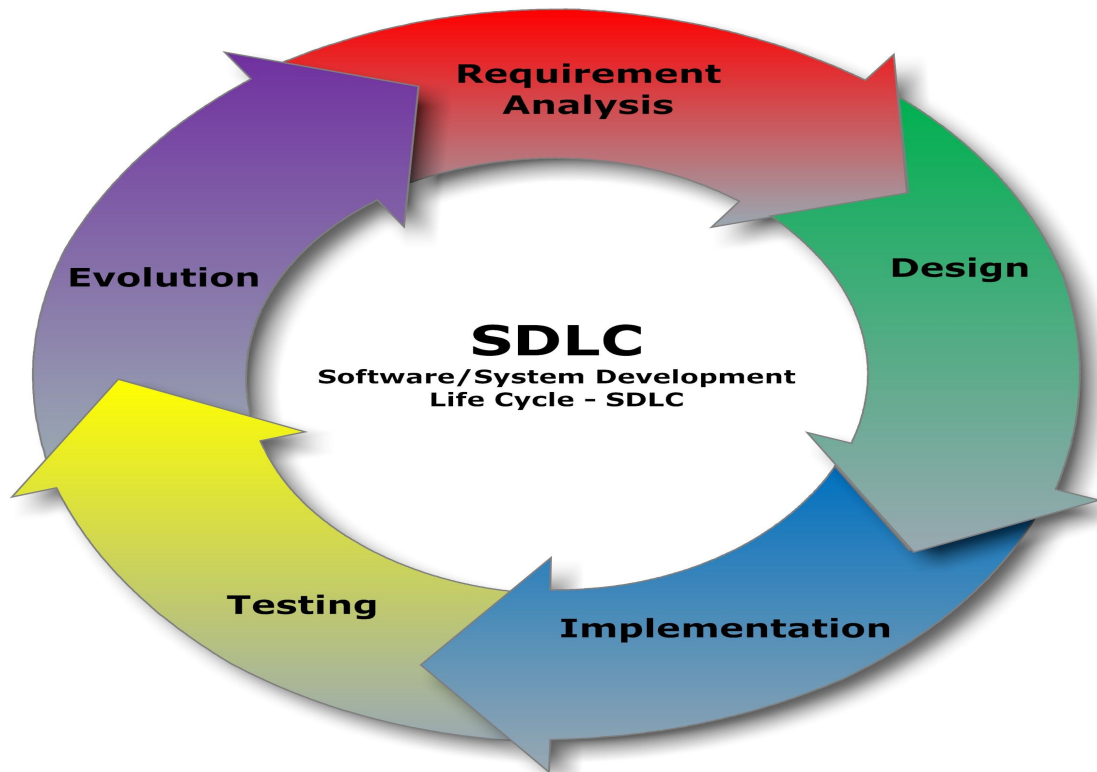 Requirement
Analysis
Design
Implementation
Testing
Evolution
SDLC
Software/System Development
Life Cycle - SDLC